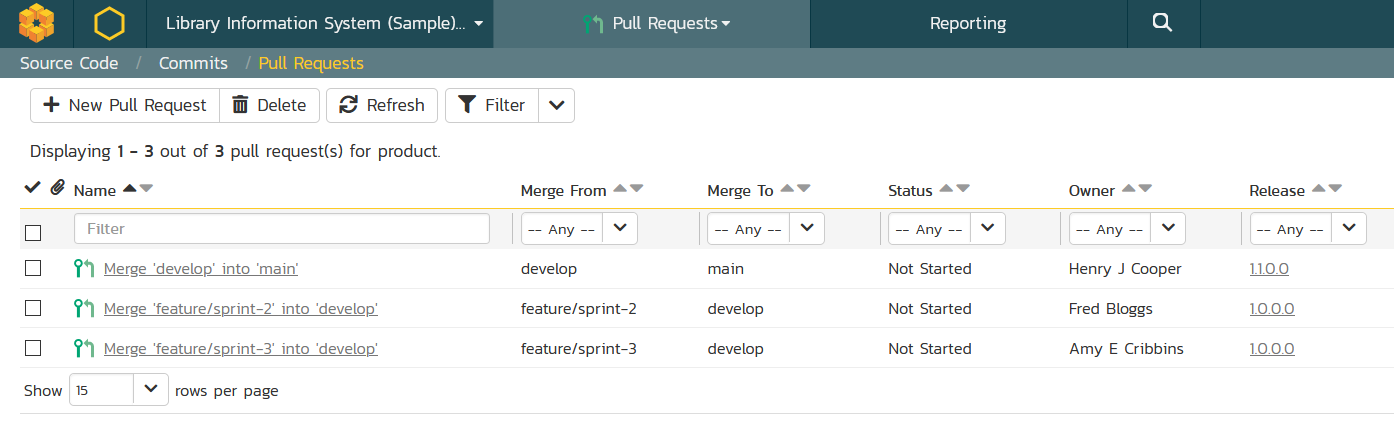 Library Information System (Sample)... Pull Requests Reporting
Source Code / Commits / Pull Requests
New Pull Request Delete Refresh Filter
Displaying 1 - 3 out of 3 pull request(s) for product.
Name Merge From Merge To Status Owner Release
Filter -- Any -- -- Any -- -- Any -- -- Any -- -- Any --
Merge 'develop' into 'main' develop main Not Started Henry J Cooper 1.1.0.0
Merge 'feature/sprint-2' into 'develop' feature/sprint-2 develop Not Started Fred Bloggs 1.0.0.0
Merge 'feature/sprint-3' into 'develop' feature/sprint-3 develop Not Started Amy E Cribbins 1.0.0.0
Show 15 rows per page